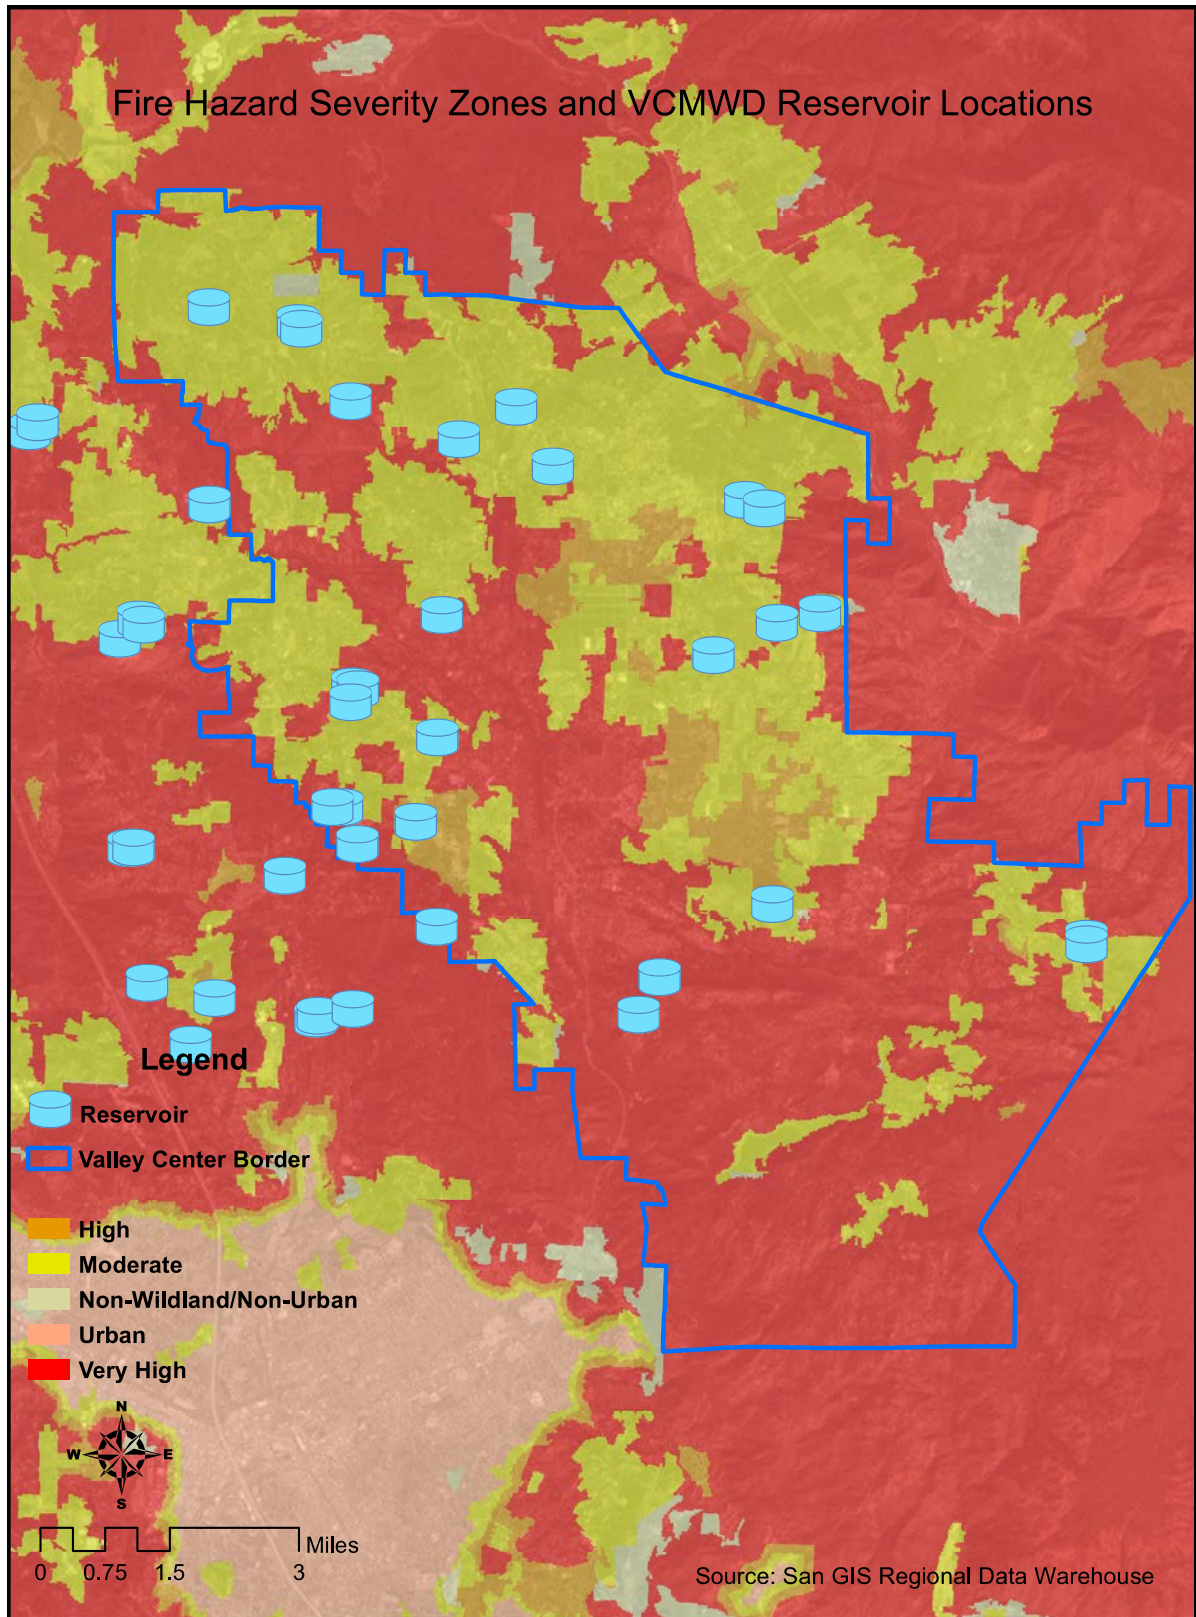 Fire Hazard Severity Zones and VCMWD Reservoir Locations
Legend
Reservoir
Valley Center Border
High
Moderate
Non-Wildland/Non-Urban
Urban
Very High
N
W E
S
Miles
0 0.75 1.5 3
Source: San GIS Regional Data Warehouse